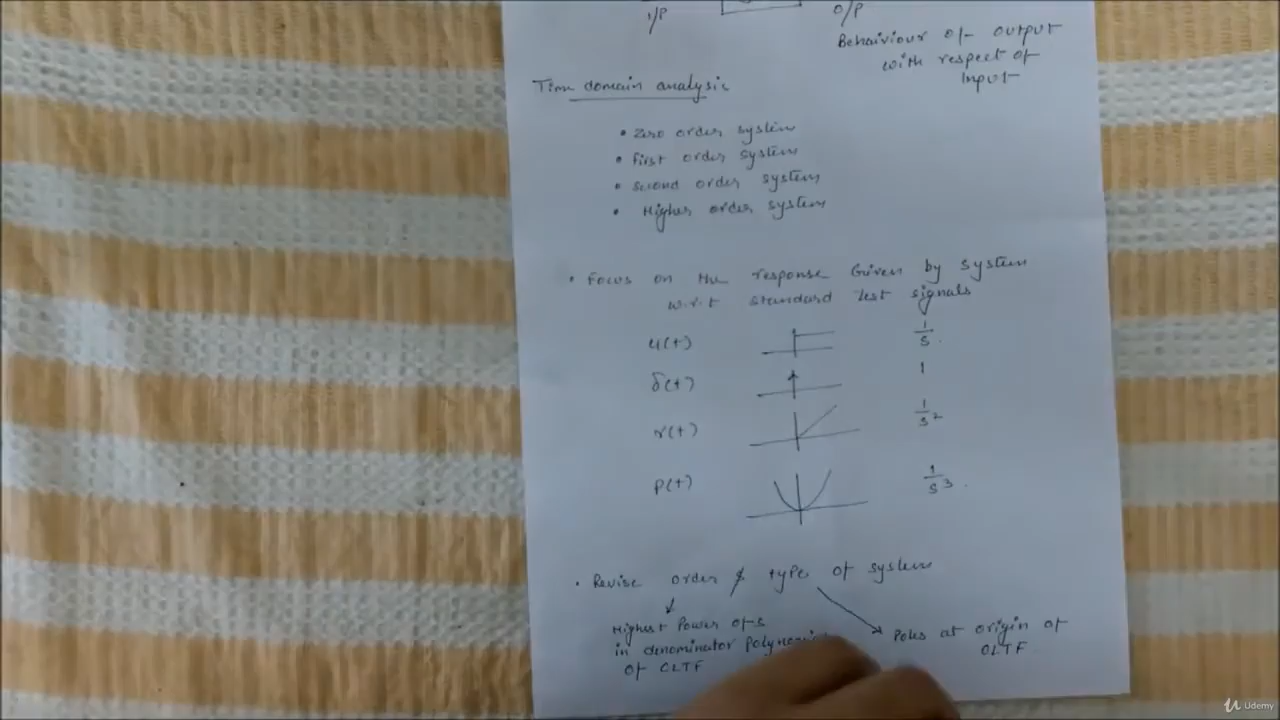 I/P
O/P
Behaiviour of output
with respect of
Input
Time domain analysis
• Zero order system
• First order system
• Second order system
• Higher order system
• Focus on the response Given by system
w.r.t standard test signals
u(t) 1/s.
δ(t) 1
r(t) 1/s²
p(t) 1/s³.
• Revise order & type of system
Highest Power of s
in denominator
of CLTF
Poles at origin of
OLTF
Udemy